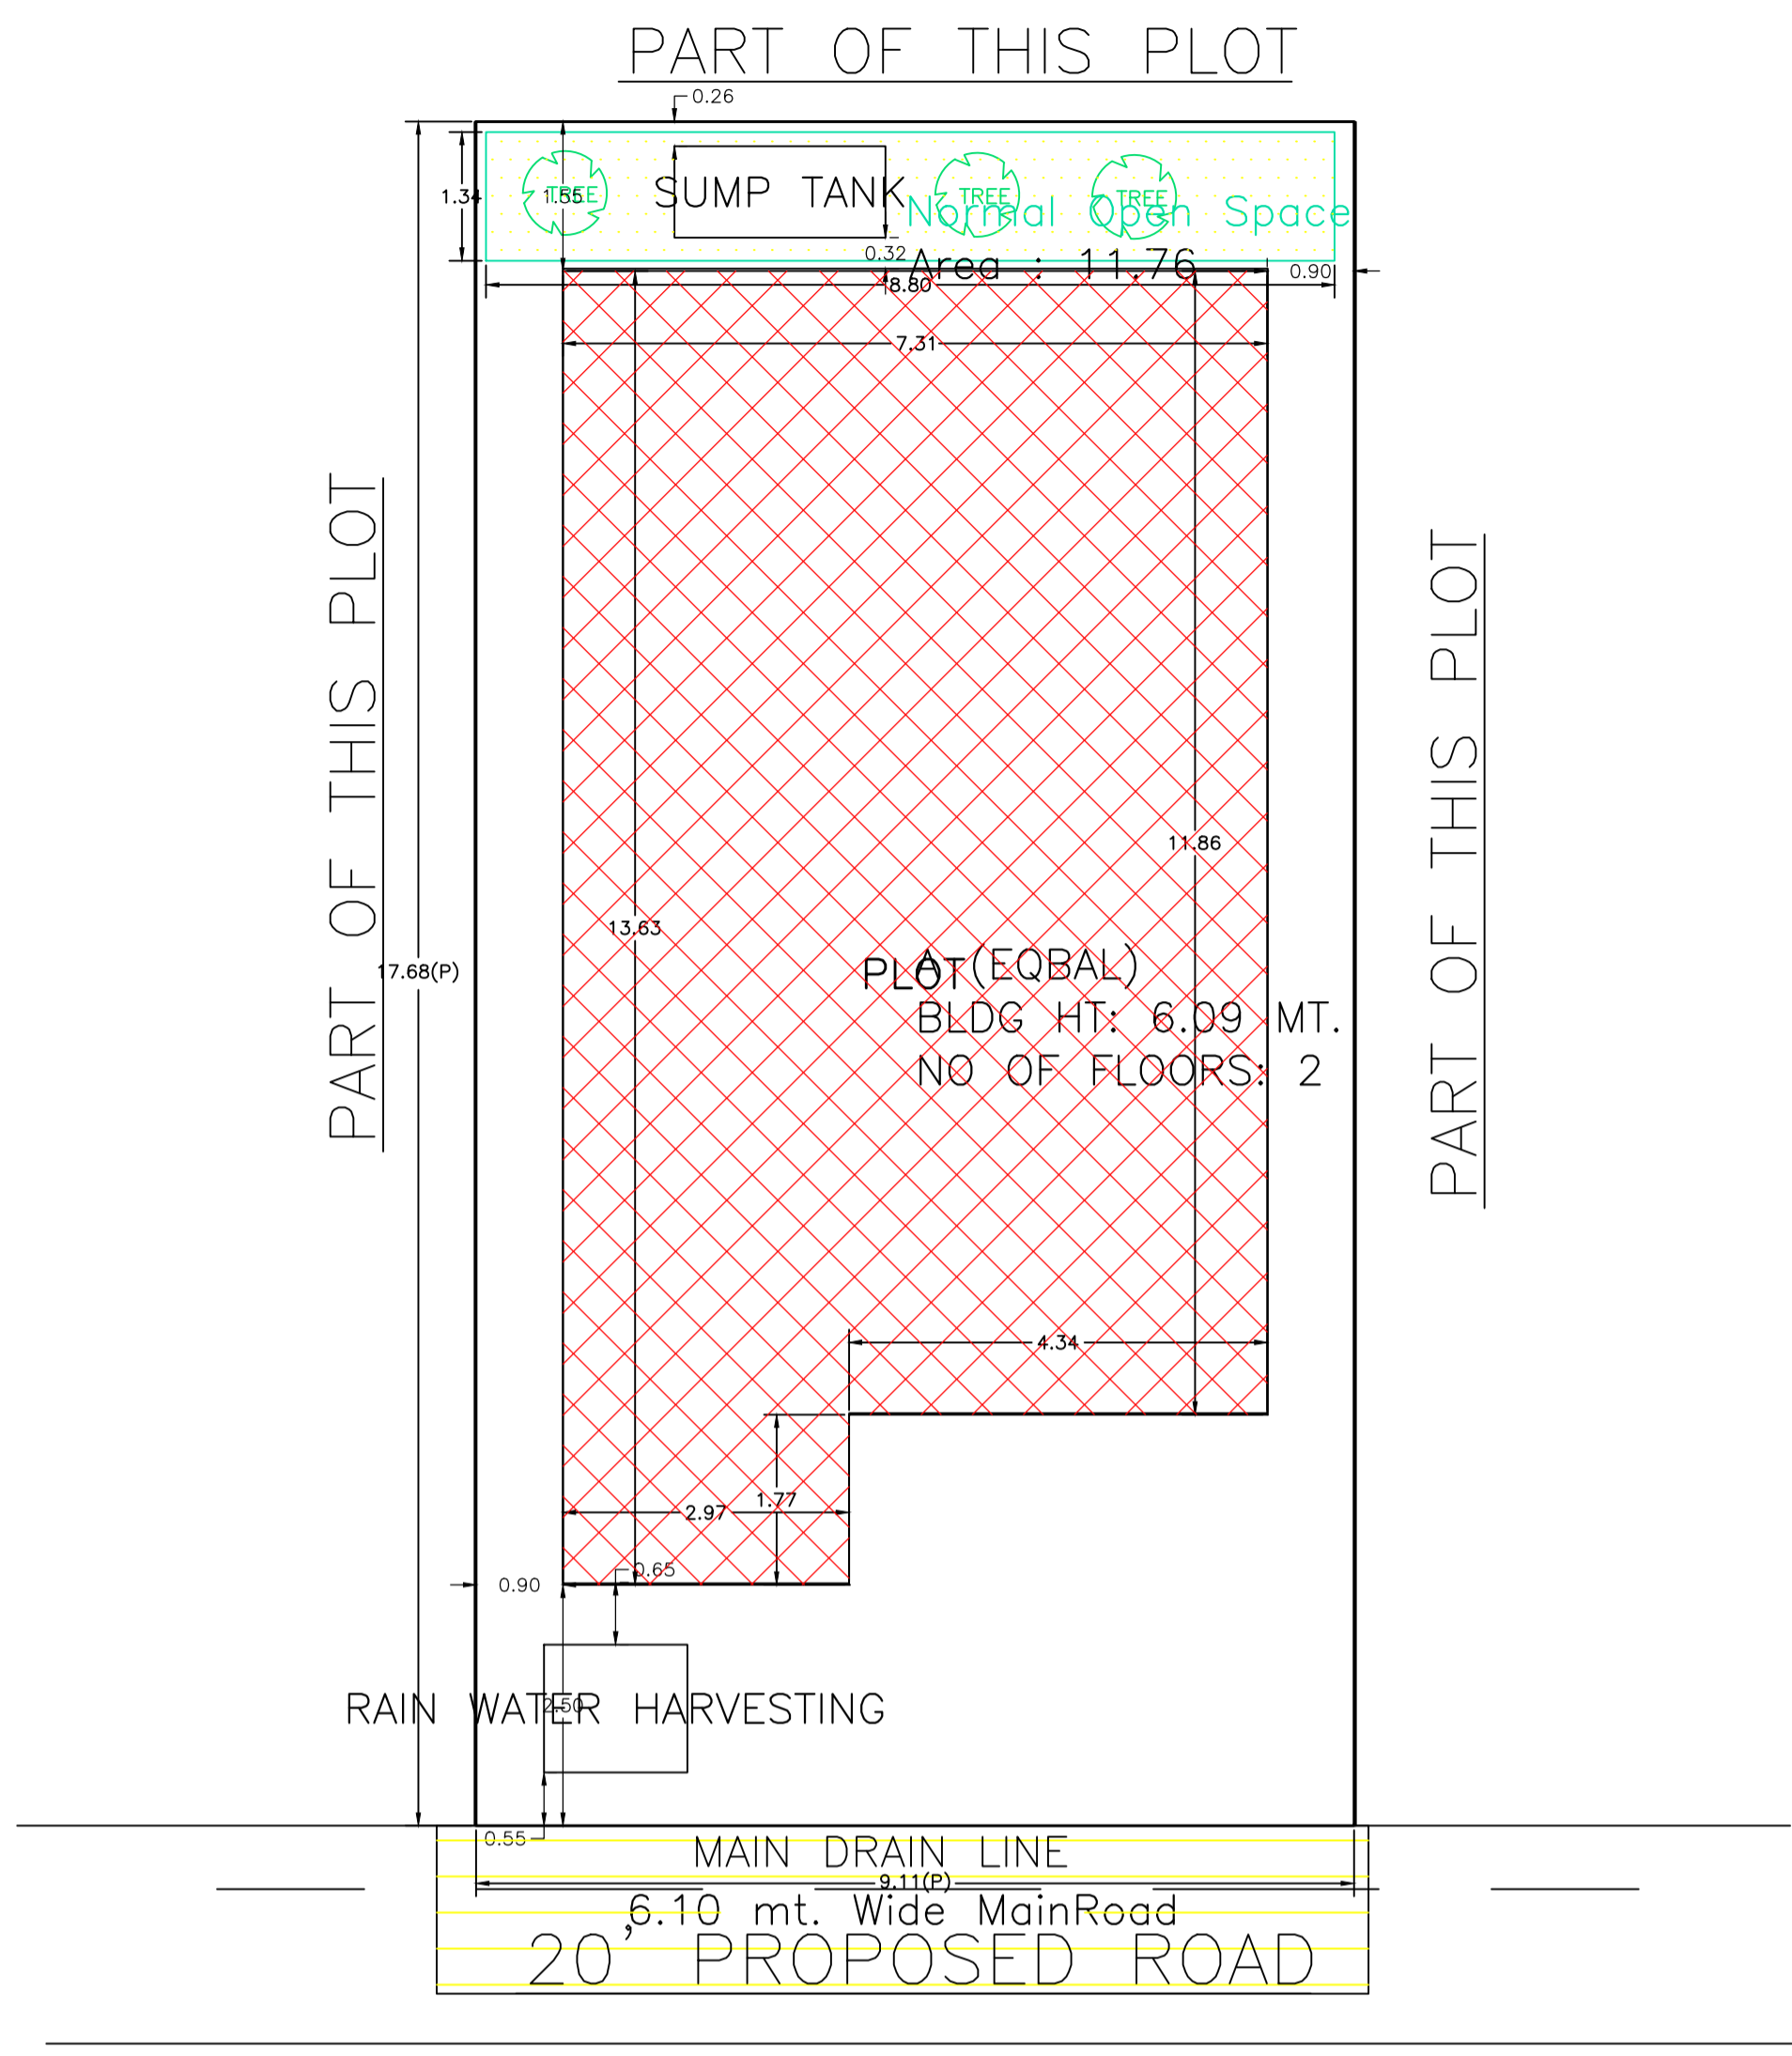 PART OF THIS PLOT
0.26
1.34
TREE
1.55
SUMP TANK
TREE
TREE
Normal Open Space
0.32
Area : 11.76
0.90
8.80
7.31
PART OF THIS PLOT
PART OF THIS PLOT
11.86
13.63
17.68(P)
PLOT
A (EQBAL)
BLDG HT: 6.09 MT.
NO OF FLOORS: 2
4.34
1.77
2.97
0.65
0.90
RAIN WATER HARVESTING
2.50
0.55
MAIN DRAIN LINE
9.11(P)
6.10 mt. Wide MainRoad
20' PROPOSED ROAD